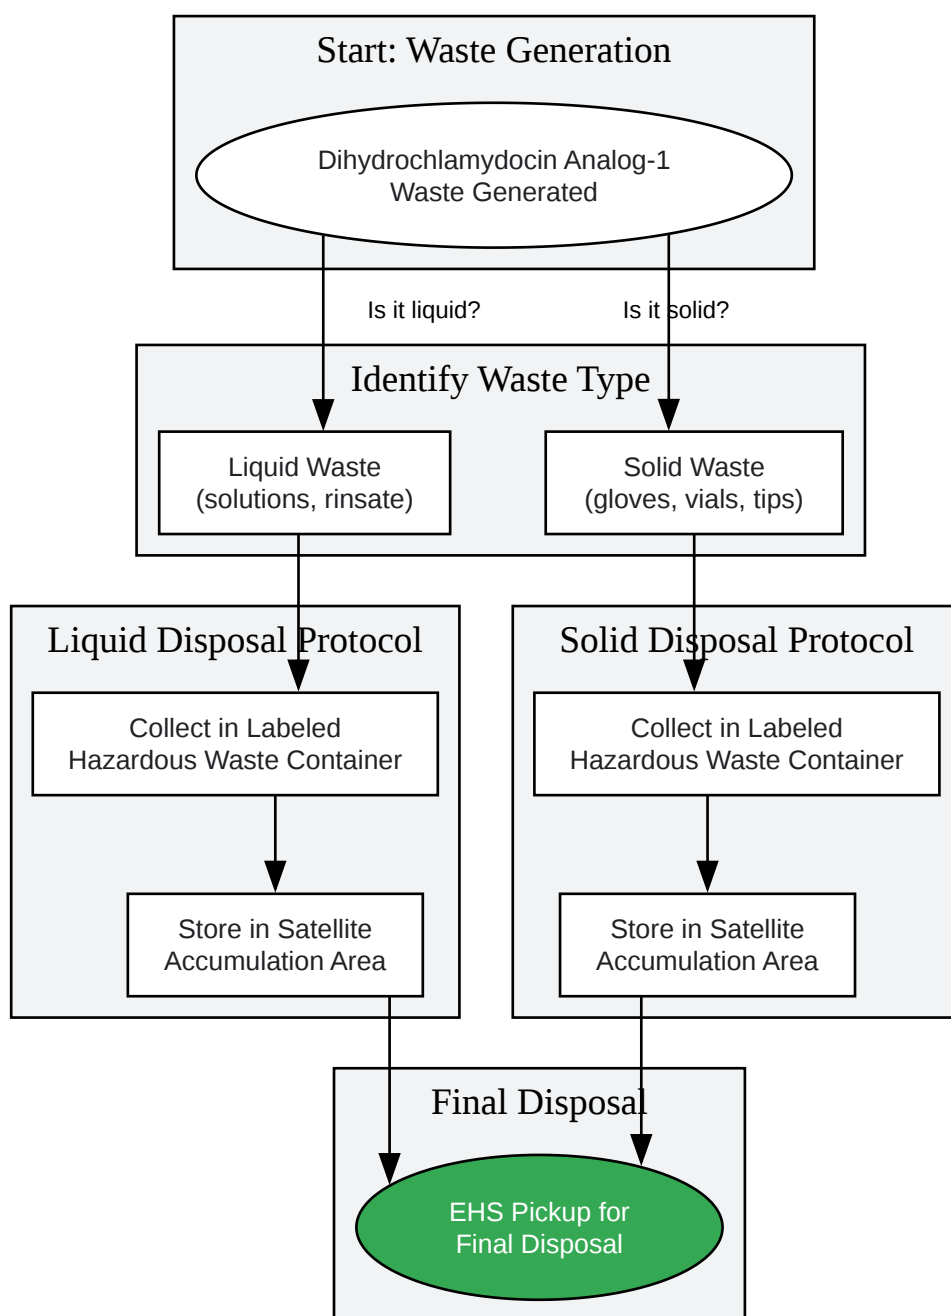 Start: Waste Generation
Dihydrochlamydocin Analog-1
Waste Generated
Is it liquid?
Is it solid?
Identify Waste Type
Liquid Waste
(solutions, rinsate)
Solid Waste
(gloves, vials, tips)
Liquid Disposal Protocol
Collect in Labeled
Hazardous Waste Container
Store in Satellite
Accumulation Area
Solid Disposal Protocol
Collect in Labeled
Hazardous Waste Container
Store in Satellite
Accumulation Area
Final Disposal
EHS Pickup for
Final Disposal